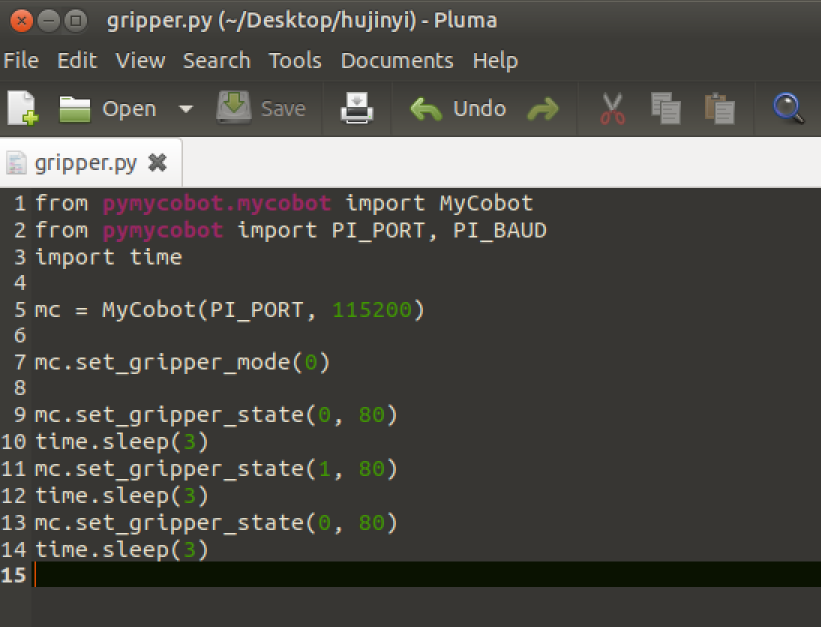 gripper.py (~/Desktop/hujinyi) - Pluma
File Edit View Search Tools Documents Help
Open Save Undo
gripper.py
1 from pymycobot.mycobot import MyCobot
2 from pymycobot import PI_PORT, PI_BAUD
3 import time
4
5 mc = MyCobot(PI_PORT, 115200)
6
7 mc.set_gripper_mode(0)
8
9 mc.set_gripper_state(0, 80)
10 time.sleep(3)
11 mc.set_gripper_state(1, 80)
12 time.sleep(3)
13 mc.set_gripper_state(0, 80)
14 time.sleep(3)
15